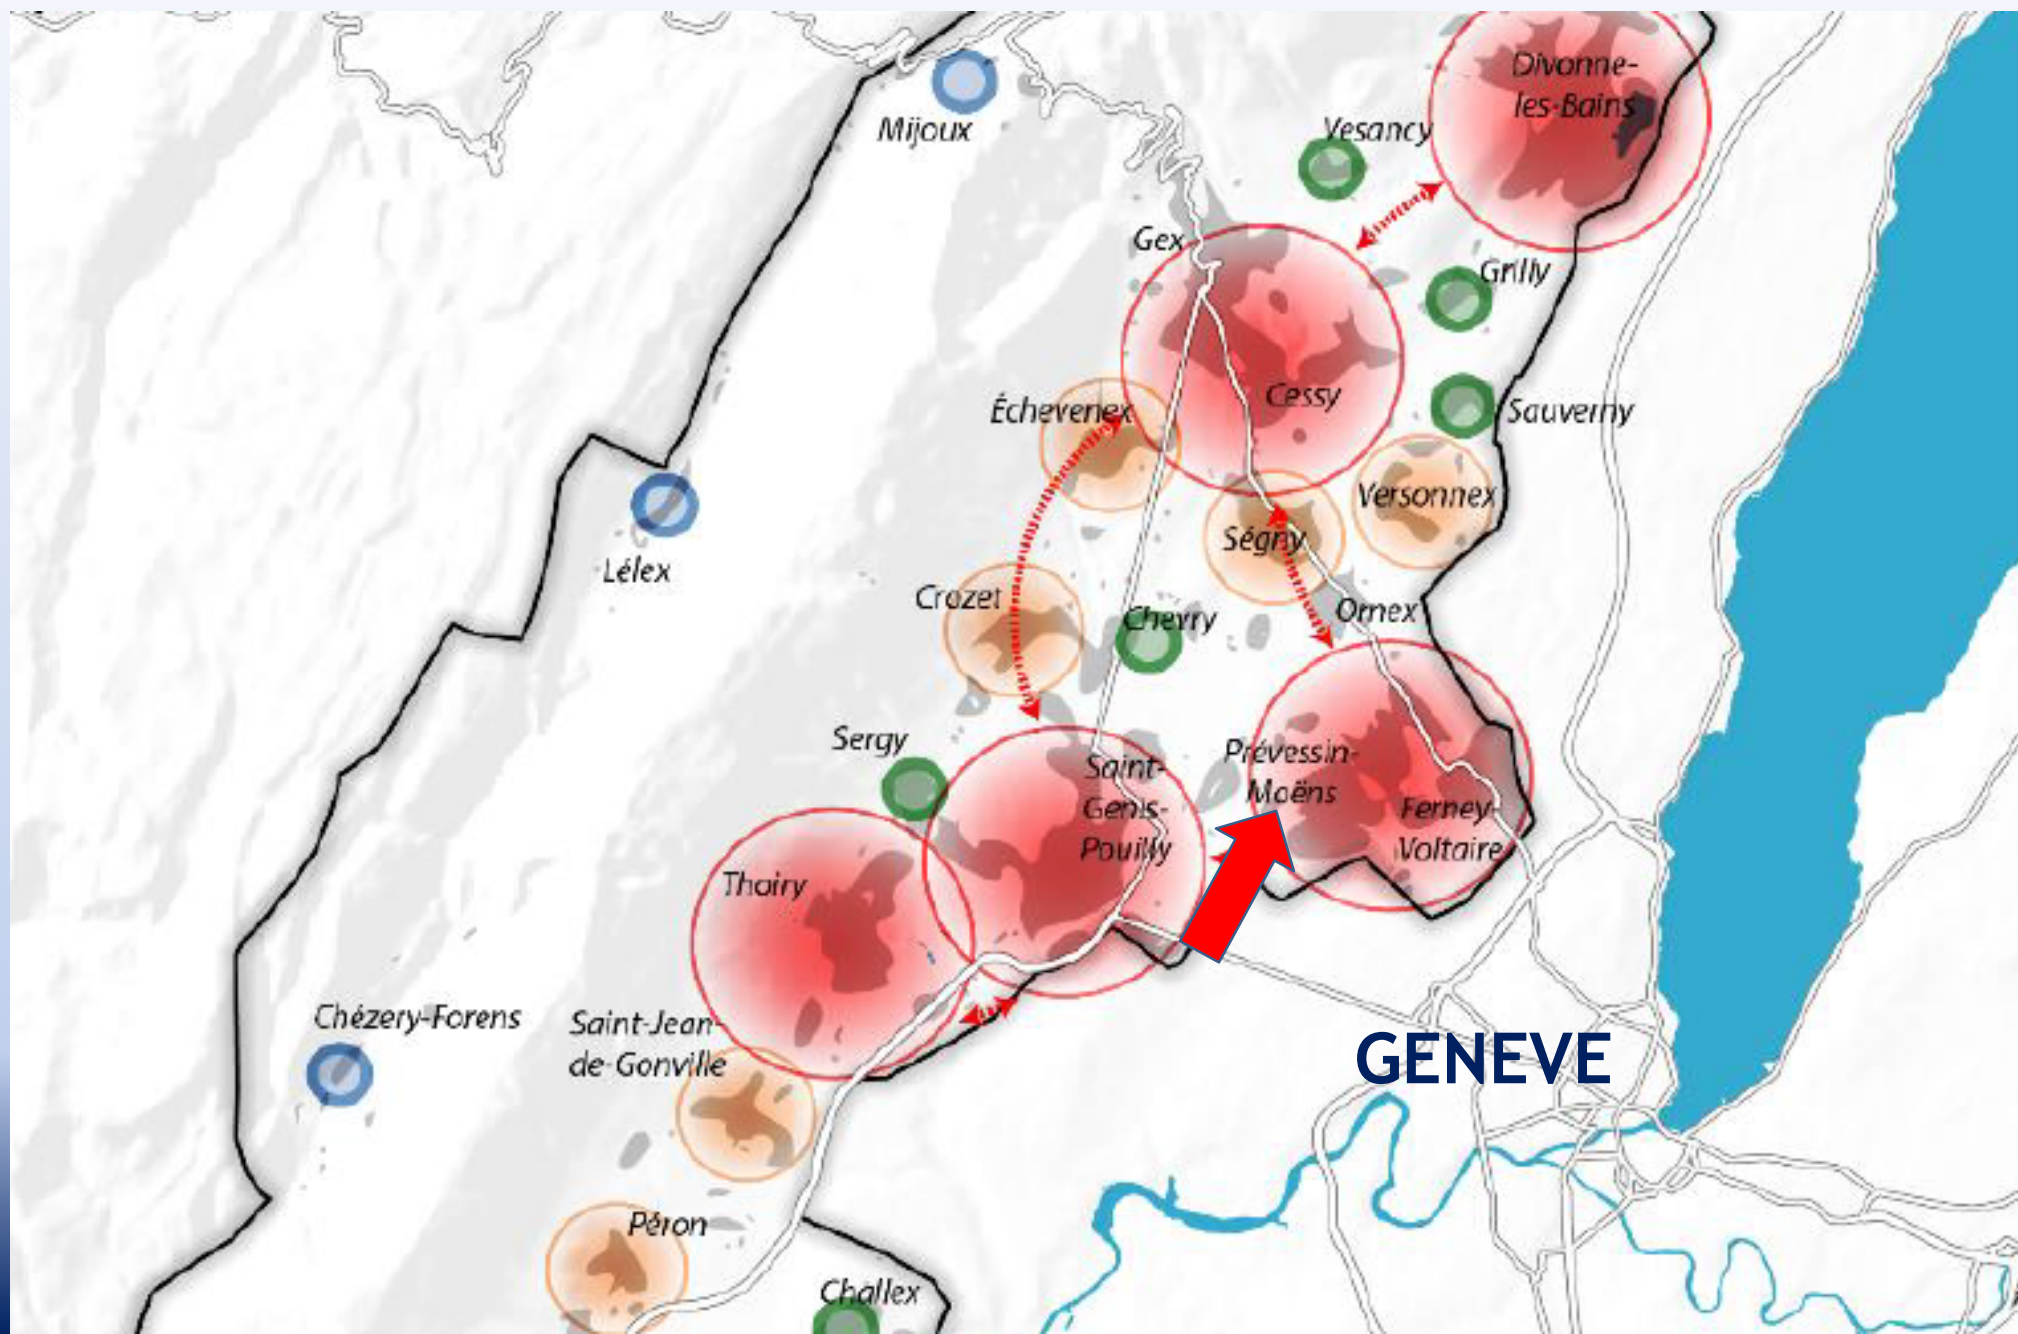 Divonne-
les-Bains
Mijoux
Vesancy
Gex
Grilly
Cessy
Échevenex
Sauverny
Versonnex
Ségny
Lélex
Crozet
Chevry
Ornex
Sergy
Prévessin-
Moëns
Saint-
Genis-
Pouilly
Ferney-
Voltaire
Thoiry
Chézery-Forens
Saint-Jean-
de-Gonville
GENEVE
Péron
Challex